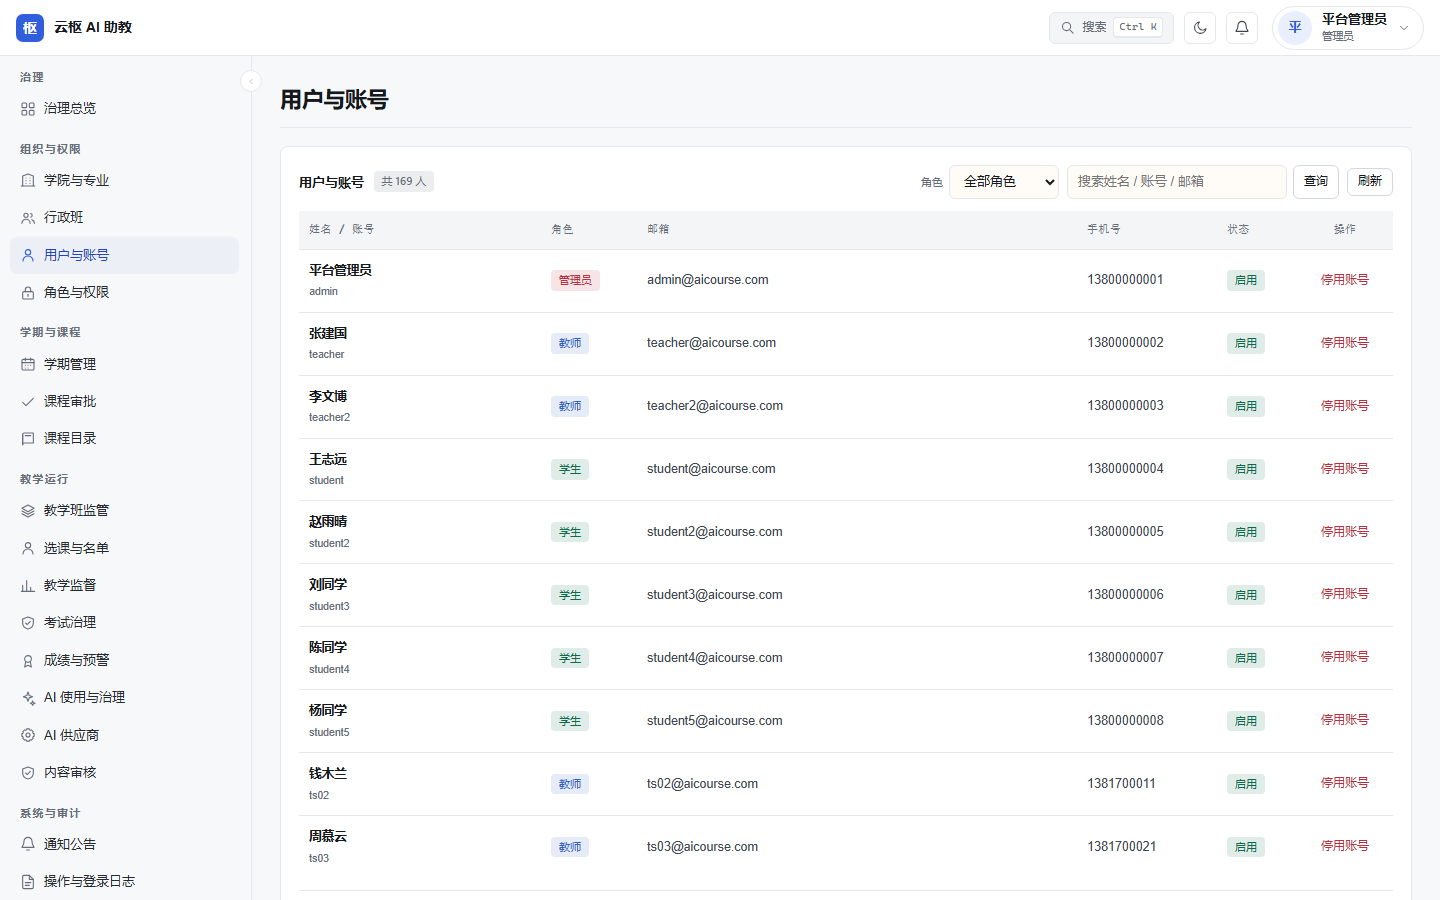 枢 云枢 AI 助教
搜索 Ctrl K
平 平台管理员
管理员
治理
治理总览
组织与权限
学院与专业
行政班
用户与账号
角色与权限
学期与课程
学期管理
课程审批
课程目录
教学运行
教学班监管
选课与名单
教学监督
考试治理
成绩与预警
AI 使用与治理
AI 供应商
内容审核
系统与审计
通知公告
操作与登录日志
用户与账号
用户与账号 共 169 人 角色 全部角色 搜索姓名 / 账号 / 邮箱 查询 刷新
姓名 / 账号 角色 邮箱 手机号 状态 操作
平台管理员
admin 管理员 admin@aicourse.com 13800000001 启用 停用账号
张建国
teacher 教师 teacher@aicourse.com 13800000002 启用 停用账号
李文博
teacher2 教师 teacher2@aicourse.com 13800000003 启用 停用账号
王志远
student 学生 student@aicourse.com 13800000004 启用 停用账号
赵雨晴
student2 学生 student2@aicourse.com 13800000005 启用 停用账号
刘同学
student3 学生 student3@aicourse.com 13800000006 启用 停用账号
陈同学
student4 学生 student4@aicourse.com 13800000007 启用 停用账号
杨同学
student5 学生 student5@aicourse.com 13800000008 启用 停用账号
钱木兰
ts02 教师 ts02@aicourse.com 1381700011 启用 停用账号
周慕云
ts03 教师 ts03@aicourse.com 1381700021 启用 停用账号